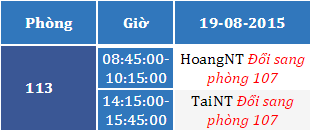 Phòng Giờ 19-08-2015
113
08:45:00-
10:15:00
HoangNT Đổi sang
phòng 107
14:15:00-
15:45:00
TaiNT Đổi sang
phòng 107